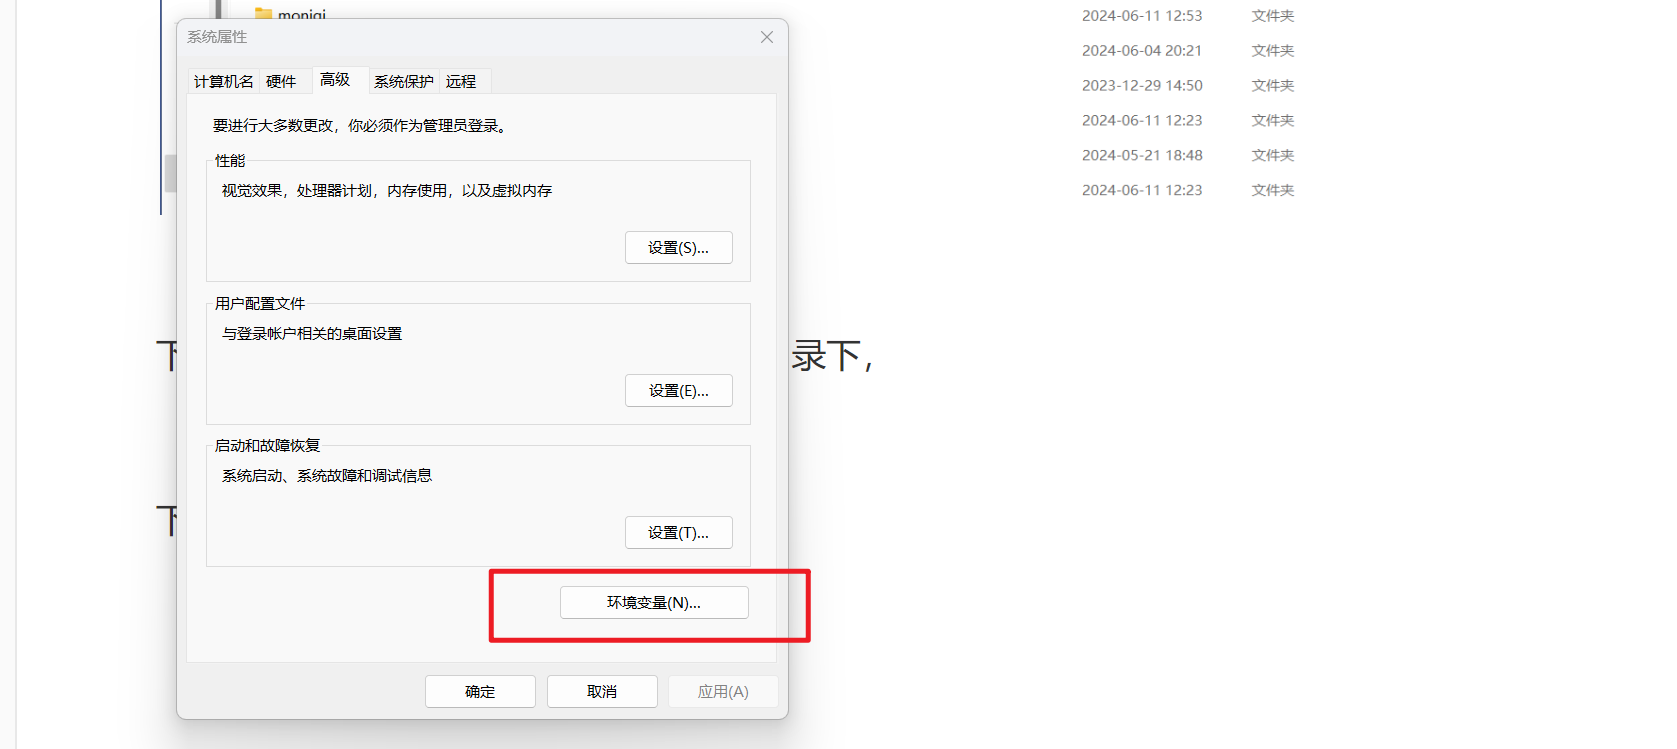 moniqi
2024-06-11 12:53 文件夹
2024-06-04 20:21 文件夹
2023-12-29 14:50 文件夹
2024-06-11 12:23 文件夹
2024-05-21 18:48 文件夹
2024-06-11 12:23 文件夹
系统属性
计算机名 硬件 高级 系统保护 远程
要进行大多数更改，你必须作为管理员登录。
性能
视觉效果，处理器计划，内存使用，以及虚拟内存
设置(S)...
用户配置文件
与登录帐户相关的桌面设置
设置(E)...
启动和故障恢复
系统启动、系统故障和调试信息
设置(T)...
环境变量(N)...
确定 取消 应用(A)
录下，